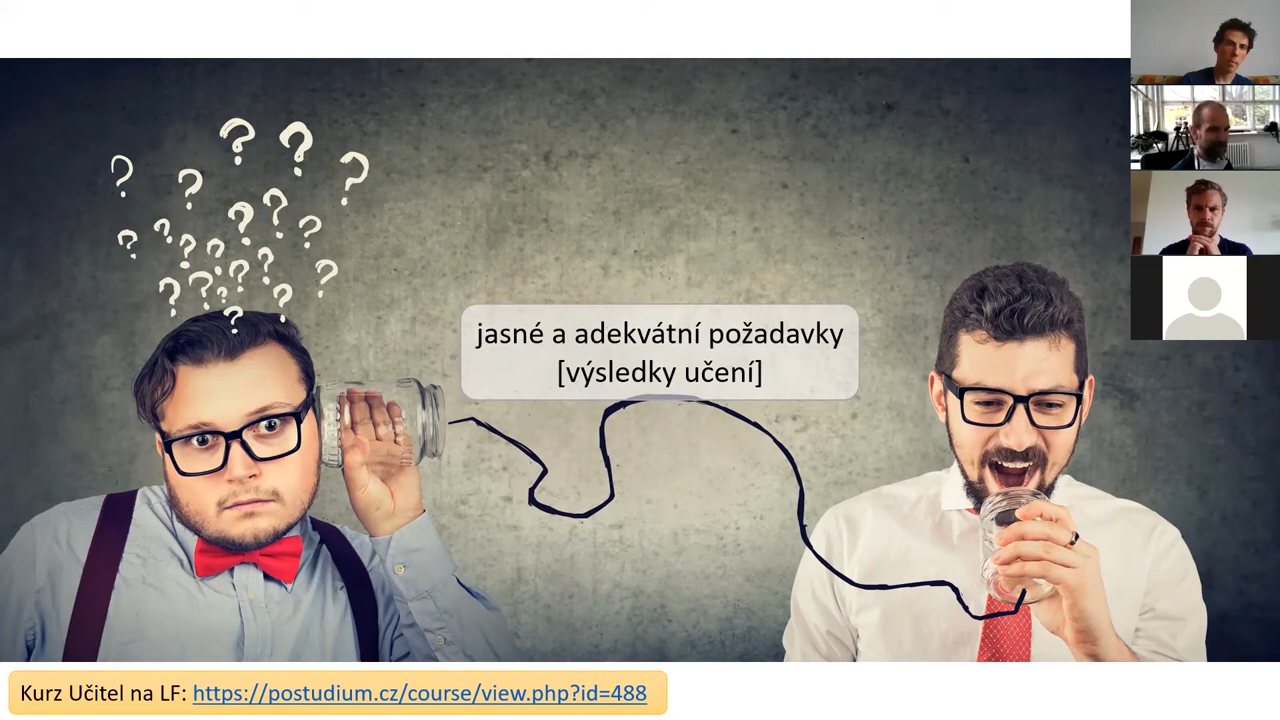 jasné a adekvátní požadavky
[výsledky učení]
Kurz Učitel na LF: https://postudium.cz/course/view.php?id=488